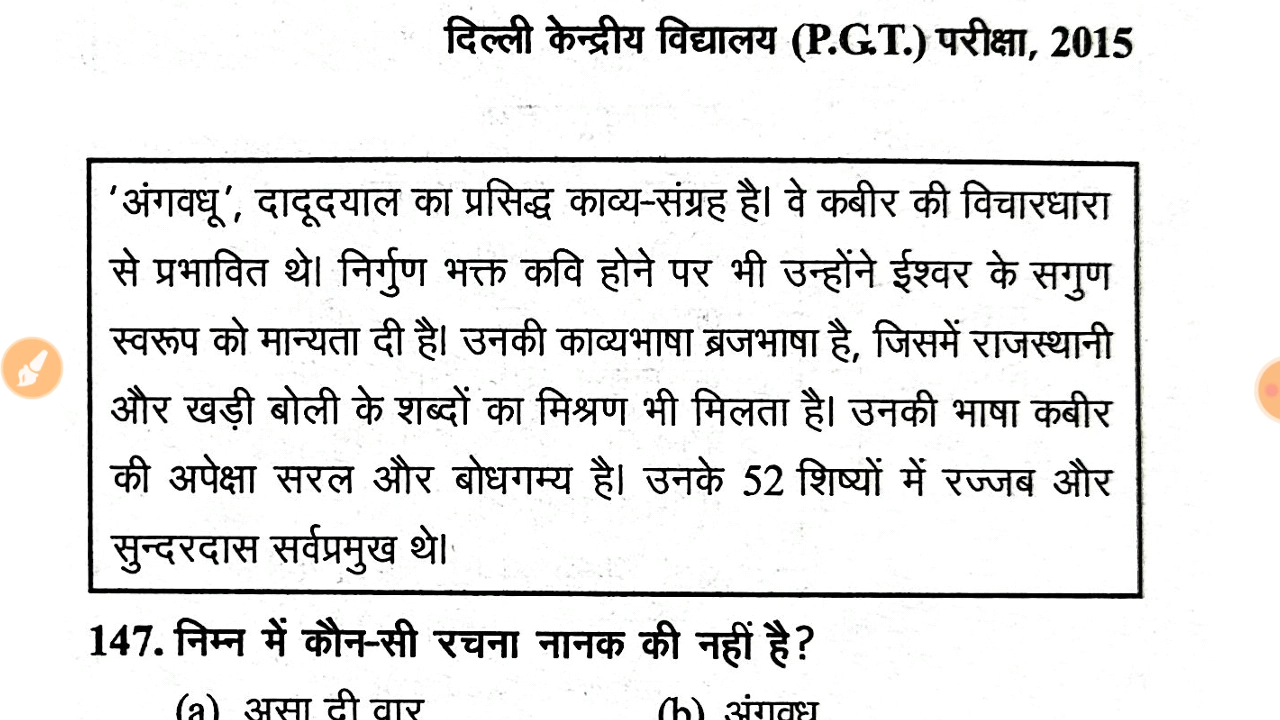 दिल्ली केन्द्रीय विद्यालय (P.G.T.) परीक्षा, 2015
'अंगवधू', दादूदयाल का प्रसिद्ध काव्य-संग्रह है। वे कबीर की विचारधारा
से प्रभावित थे। निर्गुण भक्त कवि होने पर भी उन्होंने ईश्वर के सगुण
स्वरूप को मान्यता दी है। उनकी काव्यभाषा ब्रजभाषा है, जिसमें राजस्थानी
और खड़ी बोली के शब्दों का मिश्रण भी मिलता है। उनकी भाषा कबीर
की अपेक्षा सरल और बोधगम्य है। उनके 52 शिष्यों में रज्जब और
सुन्दरदास सर्वप्रमुख थे।
147. निम्न में कौन-सी रचना नानक की नहीं है?
(a) असा दी वार (b) अंगवधू